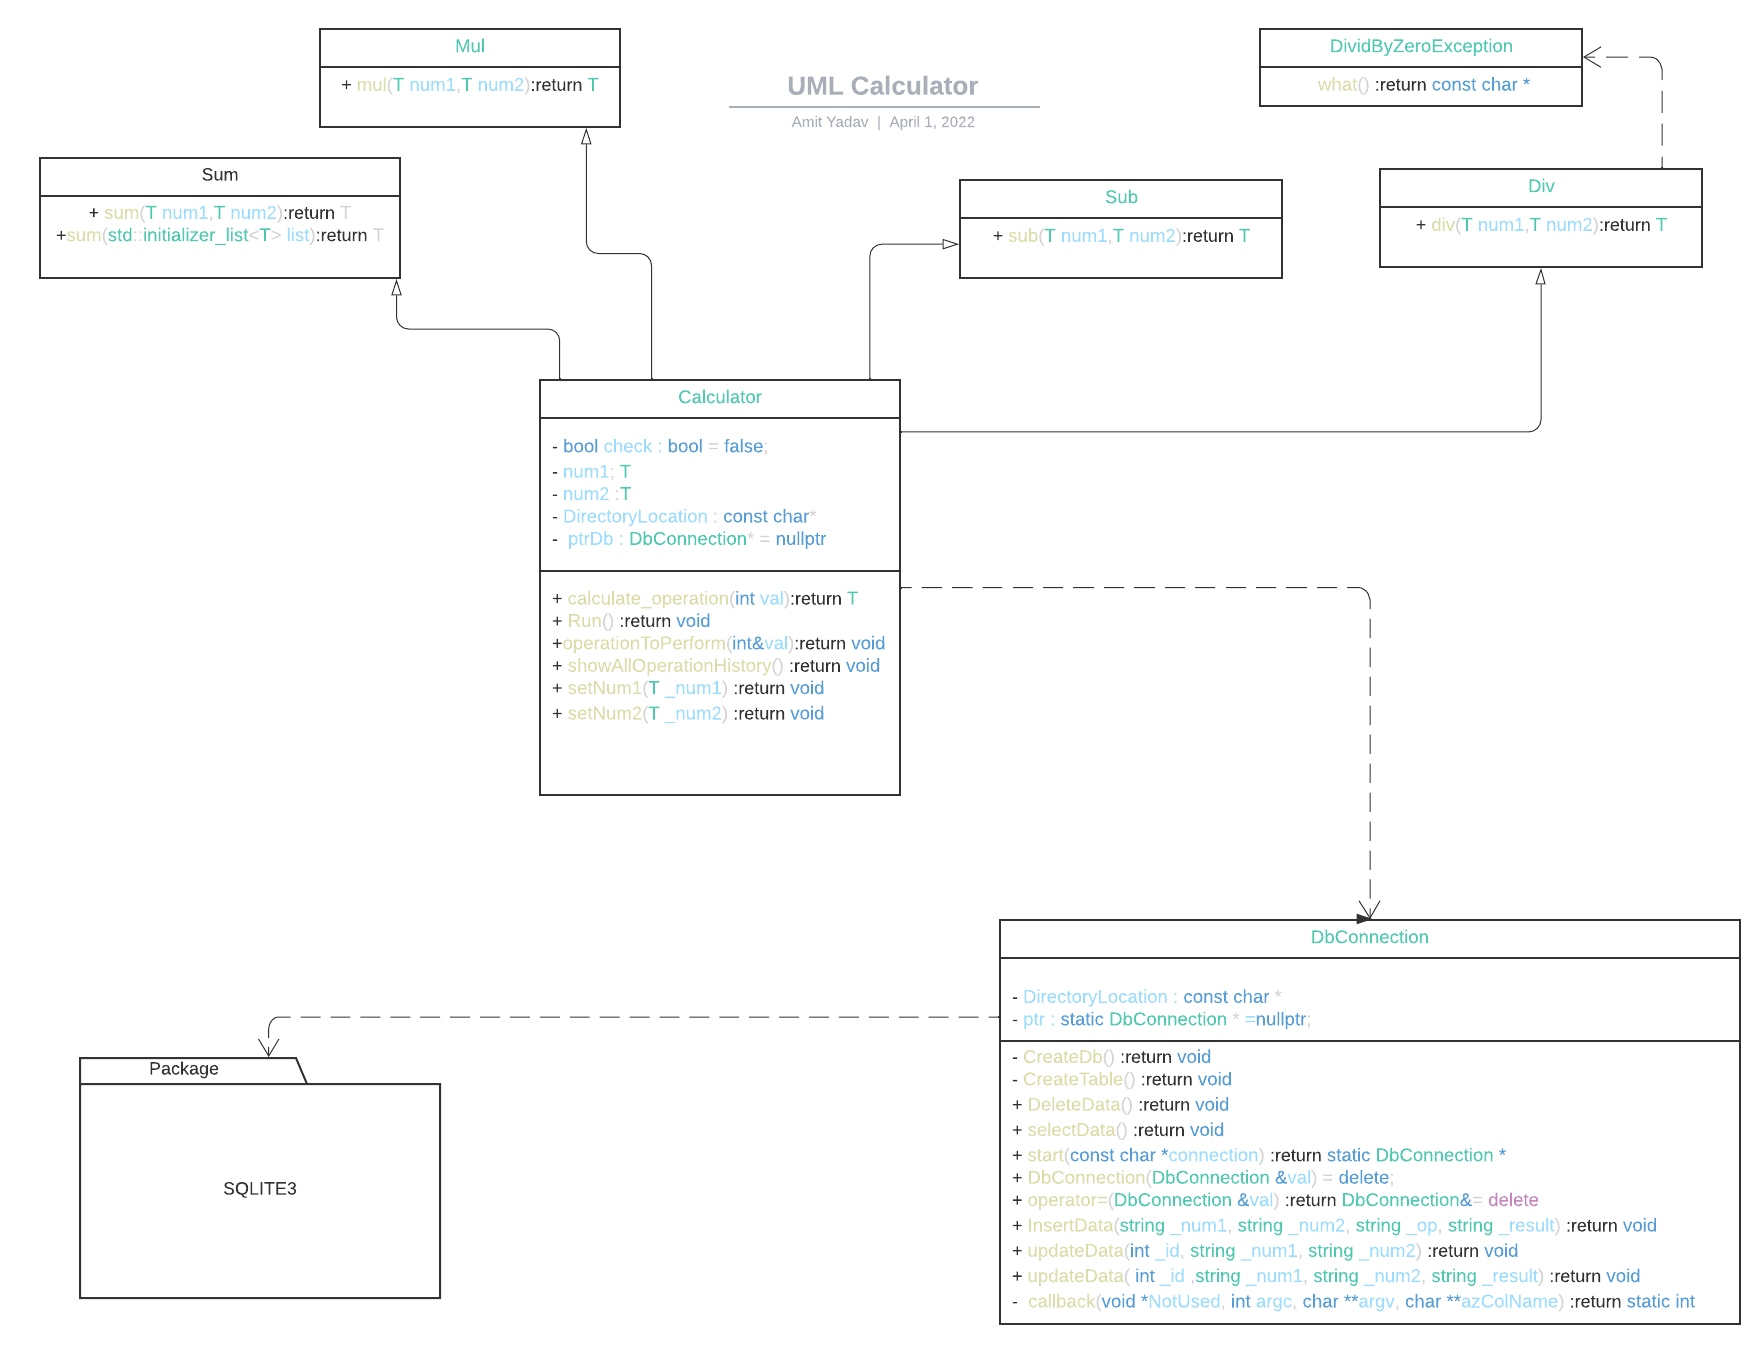 Mul
+ mul(T num1,T num2):return T
UML Calculator
Amit Yadav | April 1, 2022
DividByZeroException
what() :return const char *
Sum
+ sum(T num1,T num2):return T
+sum(std::initializer_list<T> list):return T
Sub
+ sub(T num1,T num2):return T
Div
+ div(T num1,T num2):return T
Calculator
- bool check : bool = false;
- num1; T
- num2 :T
- DirectoryLocation : const char*
- ptrDb : DbConnection* = nullptr
+ calculate_operation(int val):return T
+ Run() :return void
+operationToPerform(int&val):return void
+ showAllOperationHistory() :return void
+ setNum1(T _num1) :return void
+ setNum2(T _num2) :return void
DbConnection
- DirectoryLocation : const char *
- ptr : static DbConnection * =nullptr;
- CreateDb() :return void
- CreateTable() :return void
+ DeleteData() :return void
+ selectData() :return void
+ start(const char *connection) :return static DbConnection *
+ DbConnection(DbConnection &val) = delete;
+ operator=(DbConnection &val) :return DbConnection&= delete
+ InsertData(string _num1, string _num2, string _op, string _result) :return void
+ updateData(int _id, string _num1, string _num2) :return void
+ updateData( int _id ,string _num1, string _num2, string _result) :return void
- callback(void *NotUsed, int argc, char **argv, char **azColName) :return static int
Package
SQLITE3